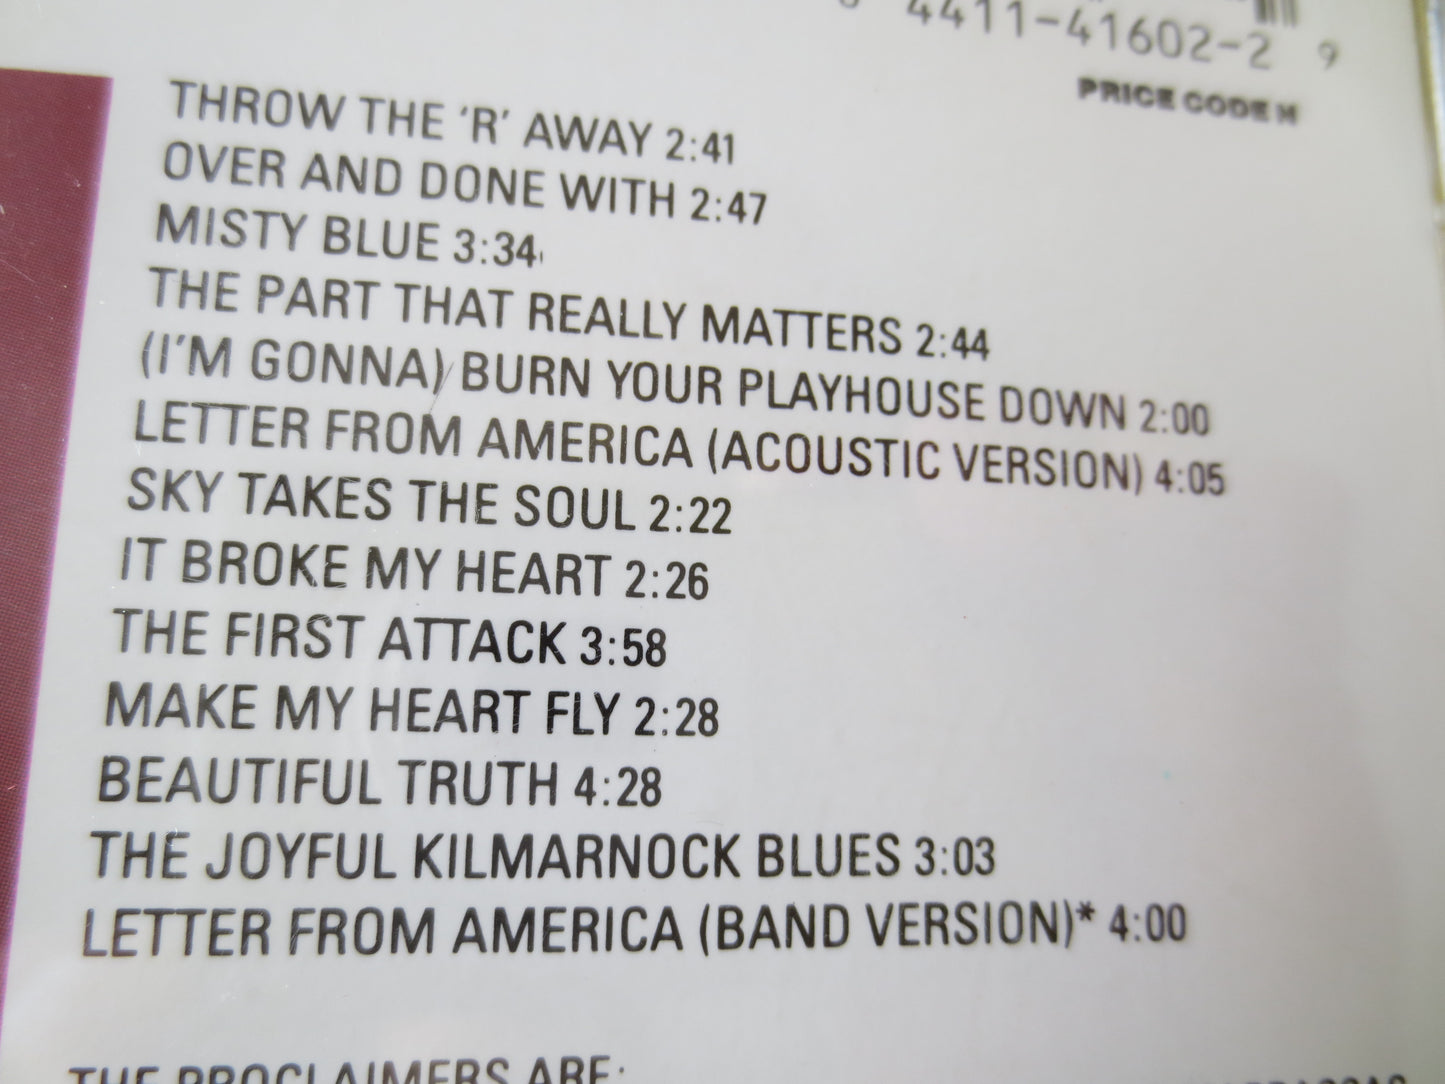 4411-41602-2 9
PRICE CODE M
THROW THE ‘R’ AWAY 2:41
OVER AND DONE WITH 2:47
MISTY BLUE 3:34
THE PART THAT REALLY MATTERS 2:44
(I’M GONNA) BURN YOUR PLAYHOUSE DOWN 2:00
LETTER FROM AMERICA (ACOUSTIC VERSION) 4:05
SKY TAKES THE SOUL 2:22
IT BROKE MY HEART 2:26
THE FIRST ATTACK 3:58
MAKE MY HEART FLY 2:28
BEAUTIFUL TRUTH 4:28
THE JOYFUL KILMARNOCK BLUES 3:03
LETTER FROM AMERICA (BAND VERSION)* 4:00
THE PROCLAIMERS ARE: